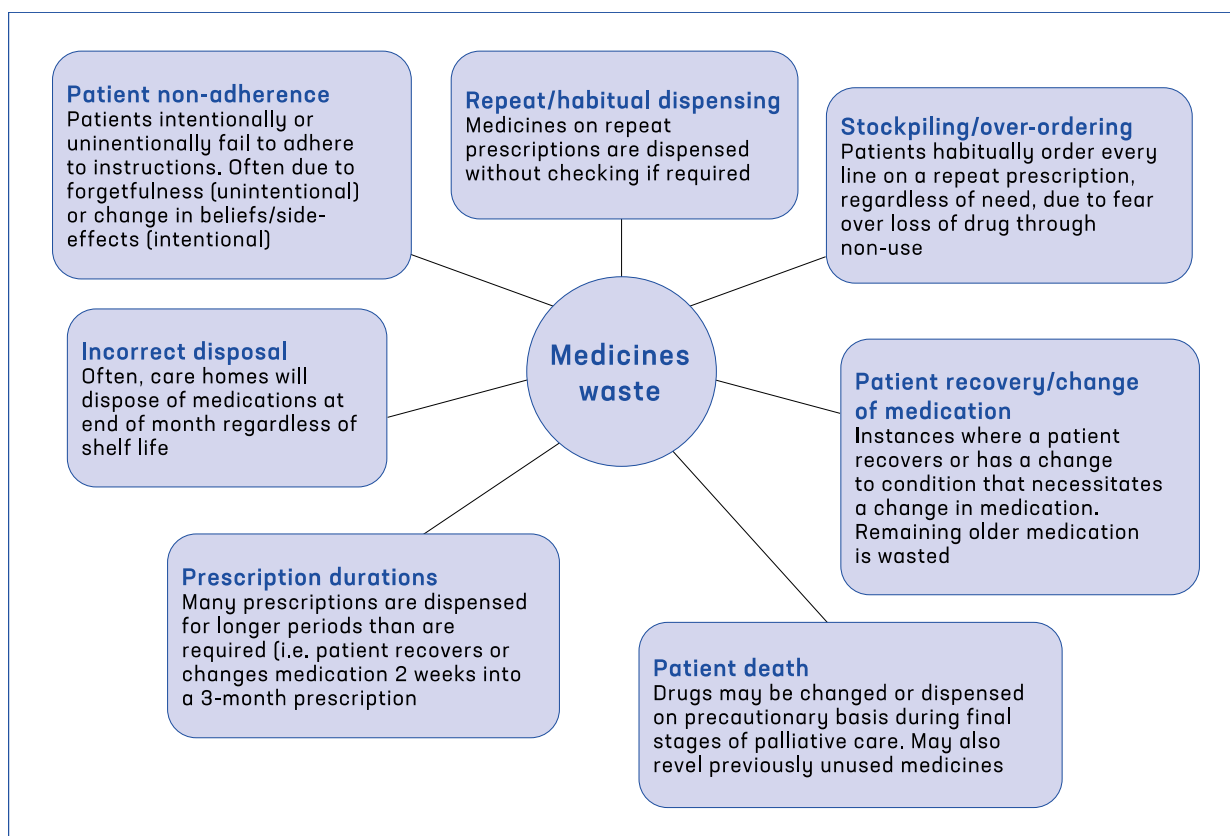 Patient non-adherence
Patients intentionally or
unintentionally fail to adhere
to instructions. Often due to
forgetfulness (unintentional)
or change in beliefs/side-
effects (intentional)
Repeat/habitual dispensing
Medicines on repeat
prescriptions are dispensed
without checking if required
Stockpiling/over-ordering
Patients habitually order every
line on a repeat prescription,
regardless of need, due to fear
over loss of drug through
non-use
Incorrect disposal
Often, care homes will
dispose of medications at
end of month regardless of
shelf life
Medicines
waste
Patient recovery/change
of medication
Instances where a patient
recovers or has a change
to condition that necessitates
a change in medication.
Remaining older medication
is wasted
Prescription durations
Many prescriptions are dispensed
for longer periods than are
required (i.e. patient recovers or
changes medication 2 weeks into
a 3-month prescription
Patient death
Drugs may be changed or dispensed
on precautionary basis during final
stages of palliative care. May also
revel previously unused medicines